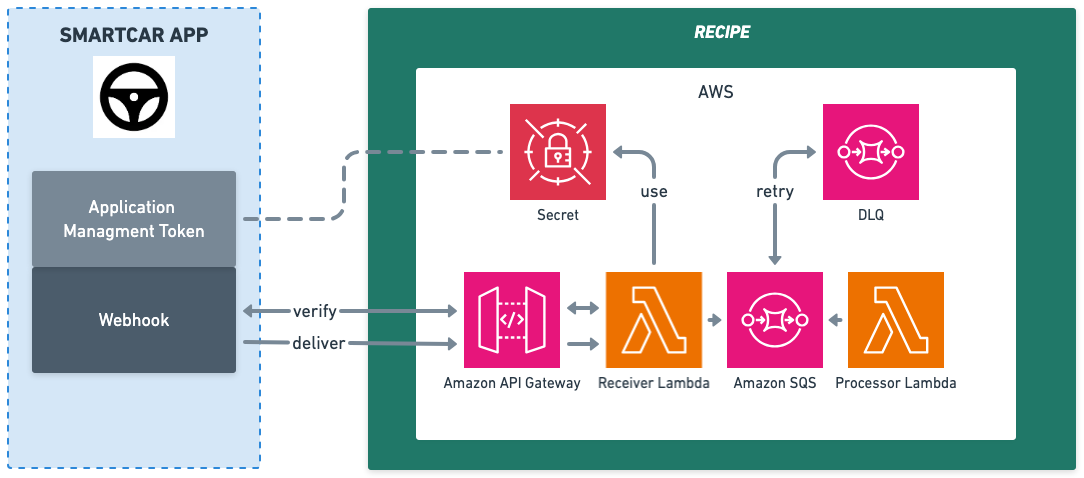 SMARTCAR APP
RECIPE
AWS
Application
Managment Token
Secret
use
retry
DLQ
Webhook
verify
deliver
</>
Amazon API Gateway
Receiver Lambda
Amazon SQS
Processor Lambda